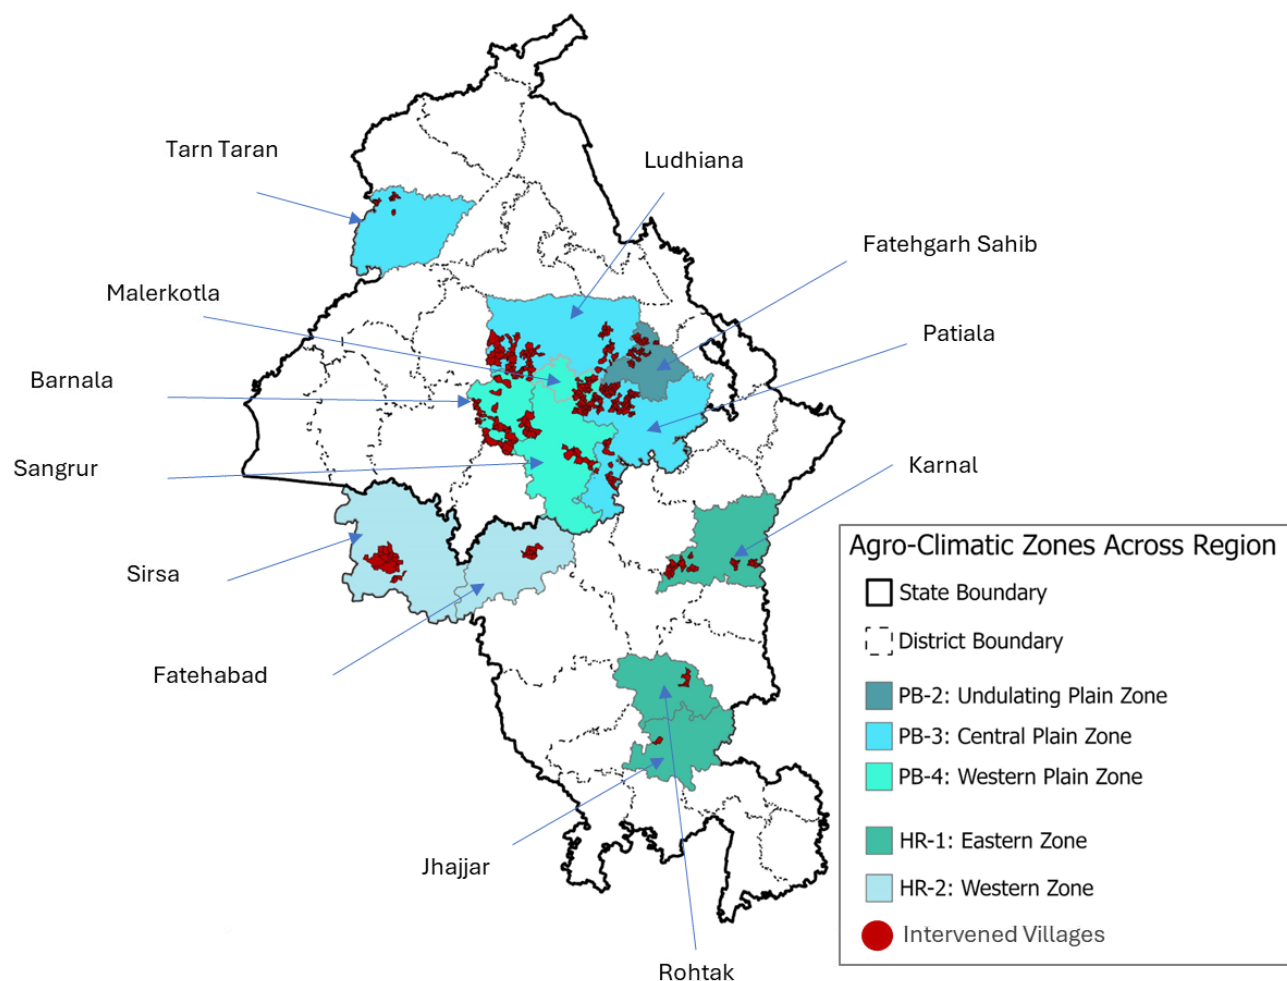 Tarn Taran
Ludhiana
Fatehgarh Sahib
Malerkotla
Patiala
Barnala
Sangrur
Karnal
Sirsa
Fatehabad
Jhajjar
Rohtak
Agro-Climatic Zones Across Region
State Boundary
District Boundary
PB-2: Undulating Plain Zone
PB-3: Central Plain Zone
PB-4: Western Plain Zone
HR-1: Eastern Zone
HR-2: Western Zone
Intervened Villages